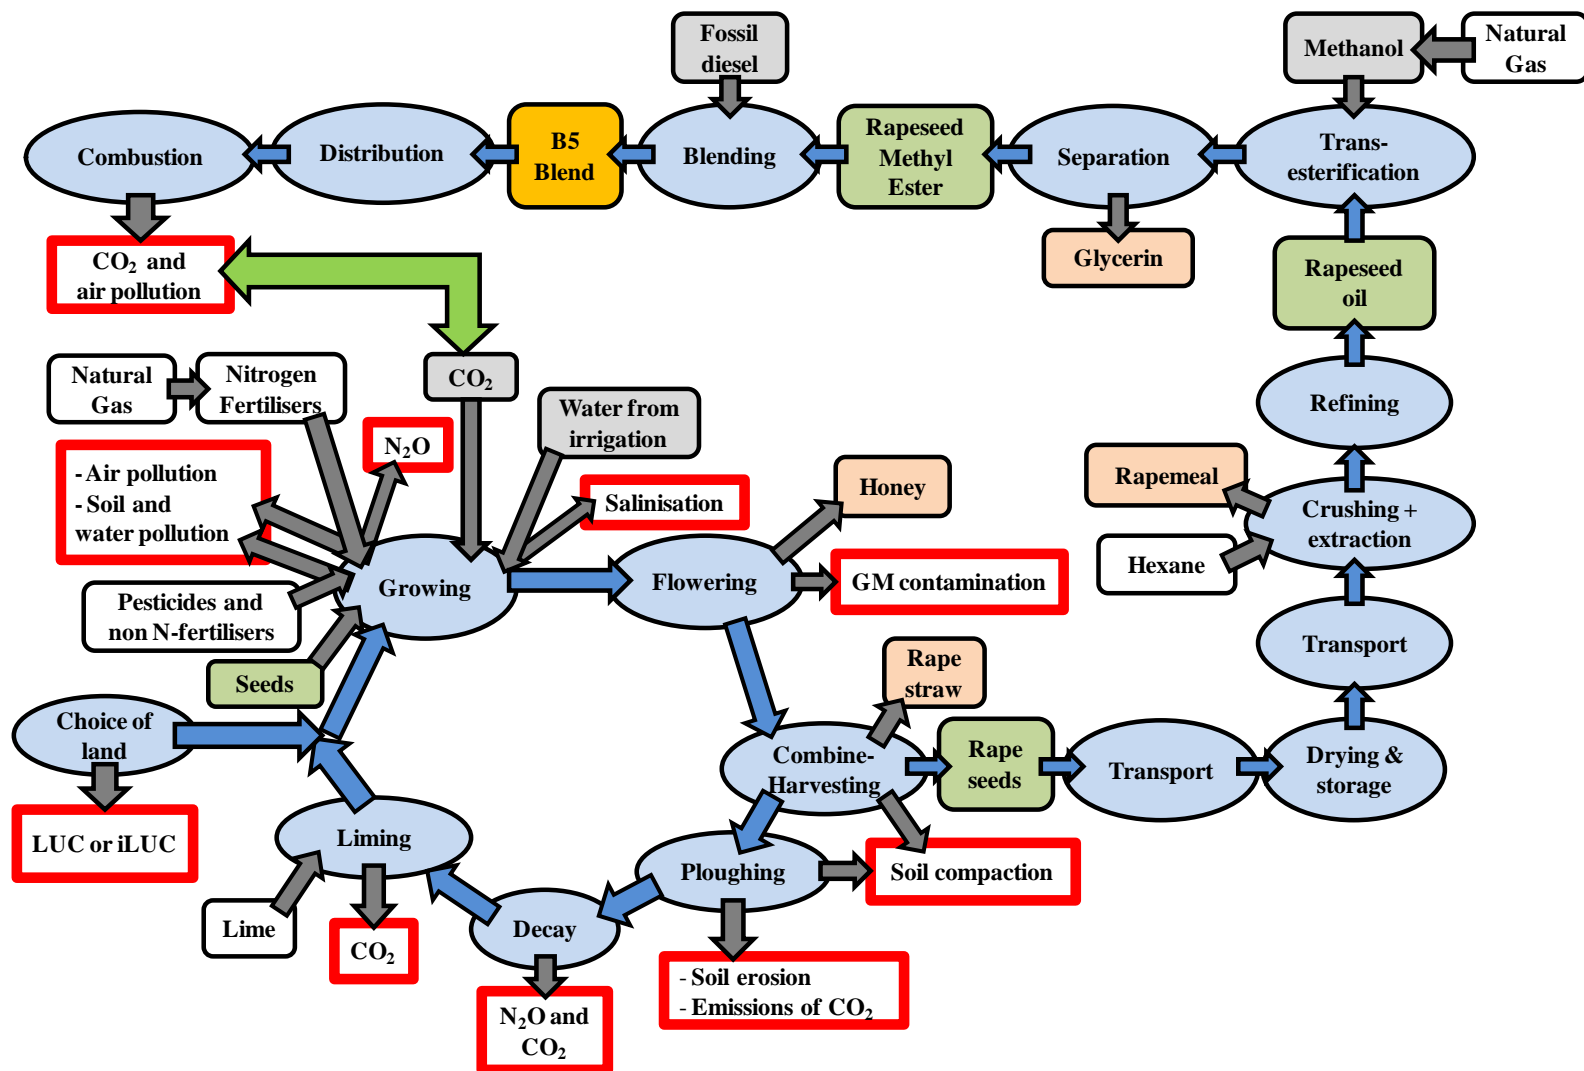 Fossil
diesel
Methanol
Natural
Gas
Combustion
Distribution
B5
Blend
Blending
Rapeseed
Methyl
Ester
Separation
Trans-
esterification
CO₂ and
air pollution
Glycerin
Rapeseed
oil
Natural
Gas
Nitrogen
Fertilisers
CO₂
Water from
irrigation
Refining
N₂O
- Air pollution
- Soil and
water pollution
Salinisation
Honey
Rapemeal
Crushing +
extraction
Hexane
Growing
Flowering
GM contamination
Pesticides and
non N-fertilisers
Transport
Seeds
Rape
straw
Choice of
land
Combine-
Harvesting
Rape
seeds
Transport
Drying &
storage
LUC or iLUC
Liming
Ploughing
Soil compaction
Lime
CO₂
Decay
- Soil erosion
- Emissions of CO₂
N₂O and
CO₂